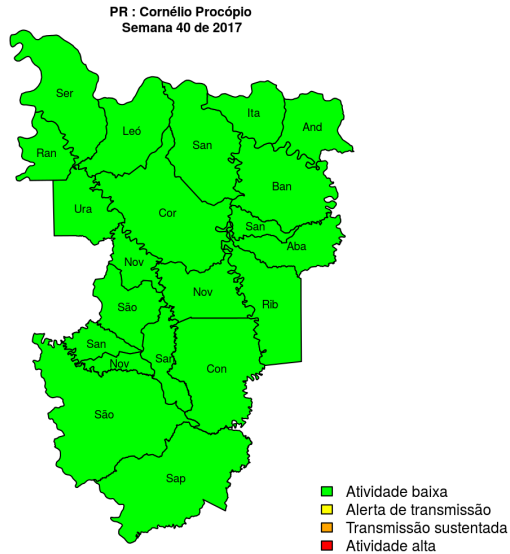 PR : Cornélio Procópio
Semana 40 de 2017
Ser
Leó
Ita
And
San
Ran
Ban
Ura
Cor
San
Aba
Nov
Nov
Rib
São
San
San
Nov
Con
São
Sap
Atividade baixa
Alerta de transmissão
Transmissão sustentada
Atividade alta